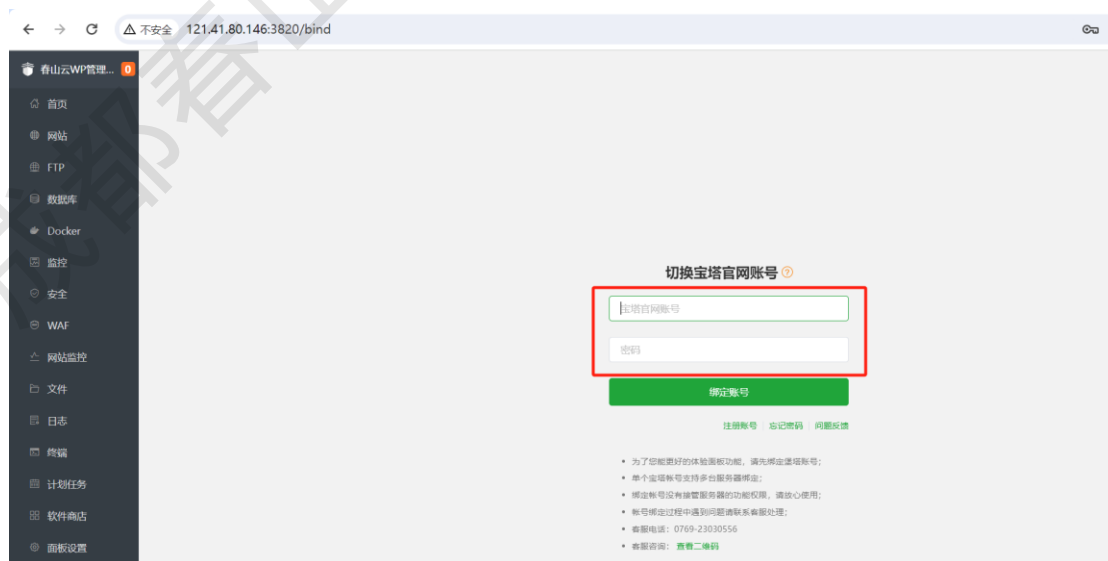 不安全 121.41.80.146:3820/bind
春山云WP管理... 0
首页
网站
FTP
数据库
Docker
监控
安全
WAF
网站监控
文件
日志
终端
计划任务
软件商店
面板设置
切换宝塔官网账号
宝塔官网账号
密码
绑定账号
注册账号 忘记密码 问题反馈
• 为了您能更好的体验面板功能，请先绑定堡塔账号；
• 单个宝塔账号支持多台服务器绑定；
• 绑定账号没有接管服务器的功能权限，请放心使用；
• 账号绑定过程中遇到问题请联系客服处理；
• 客服电话：0769-23030556
• 客服咨询：查看二维码
成都春